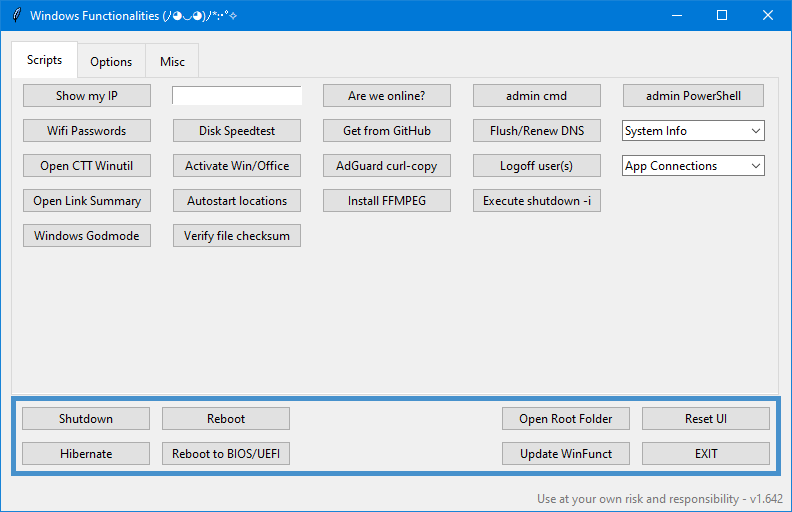 Windows Functionalities (ﾉ◕◡◕)ﾉ*:･ﾟ✧
Scripts Options Misc
Show my IP Are we online? admin cmd admin PowerShell
Wifi Passwords Disk Speedtest Get from GitHub Flush/Renew DNS System Info
Open CTT Winutil Activate Win/Office AdGuard curl-copy Logoff user(s) App Connections
Open Link Summary Autostart locations Install FFMPEG Execute shutdown -i
Windows Godmode Verify file checksum
Shutdown Reboot Open Root Folder Reset UI
Hibernate Reboot to BIOS/UEFI Update WinFunct EXIT
Use at your own risk and responsibility - v1.642